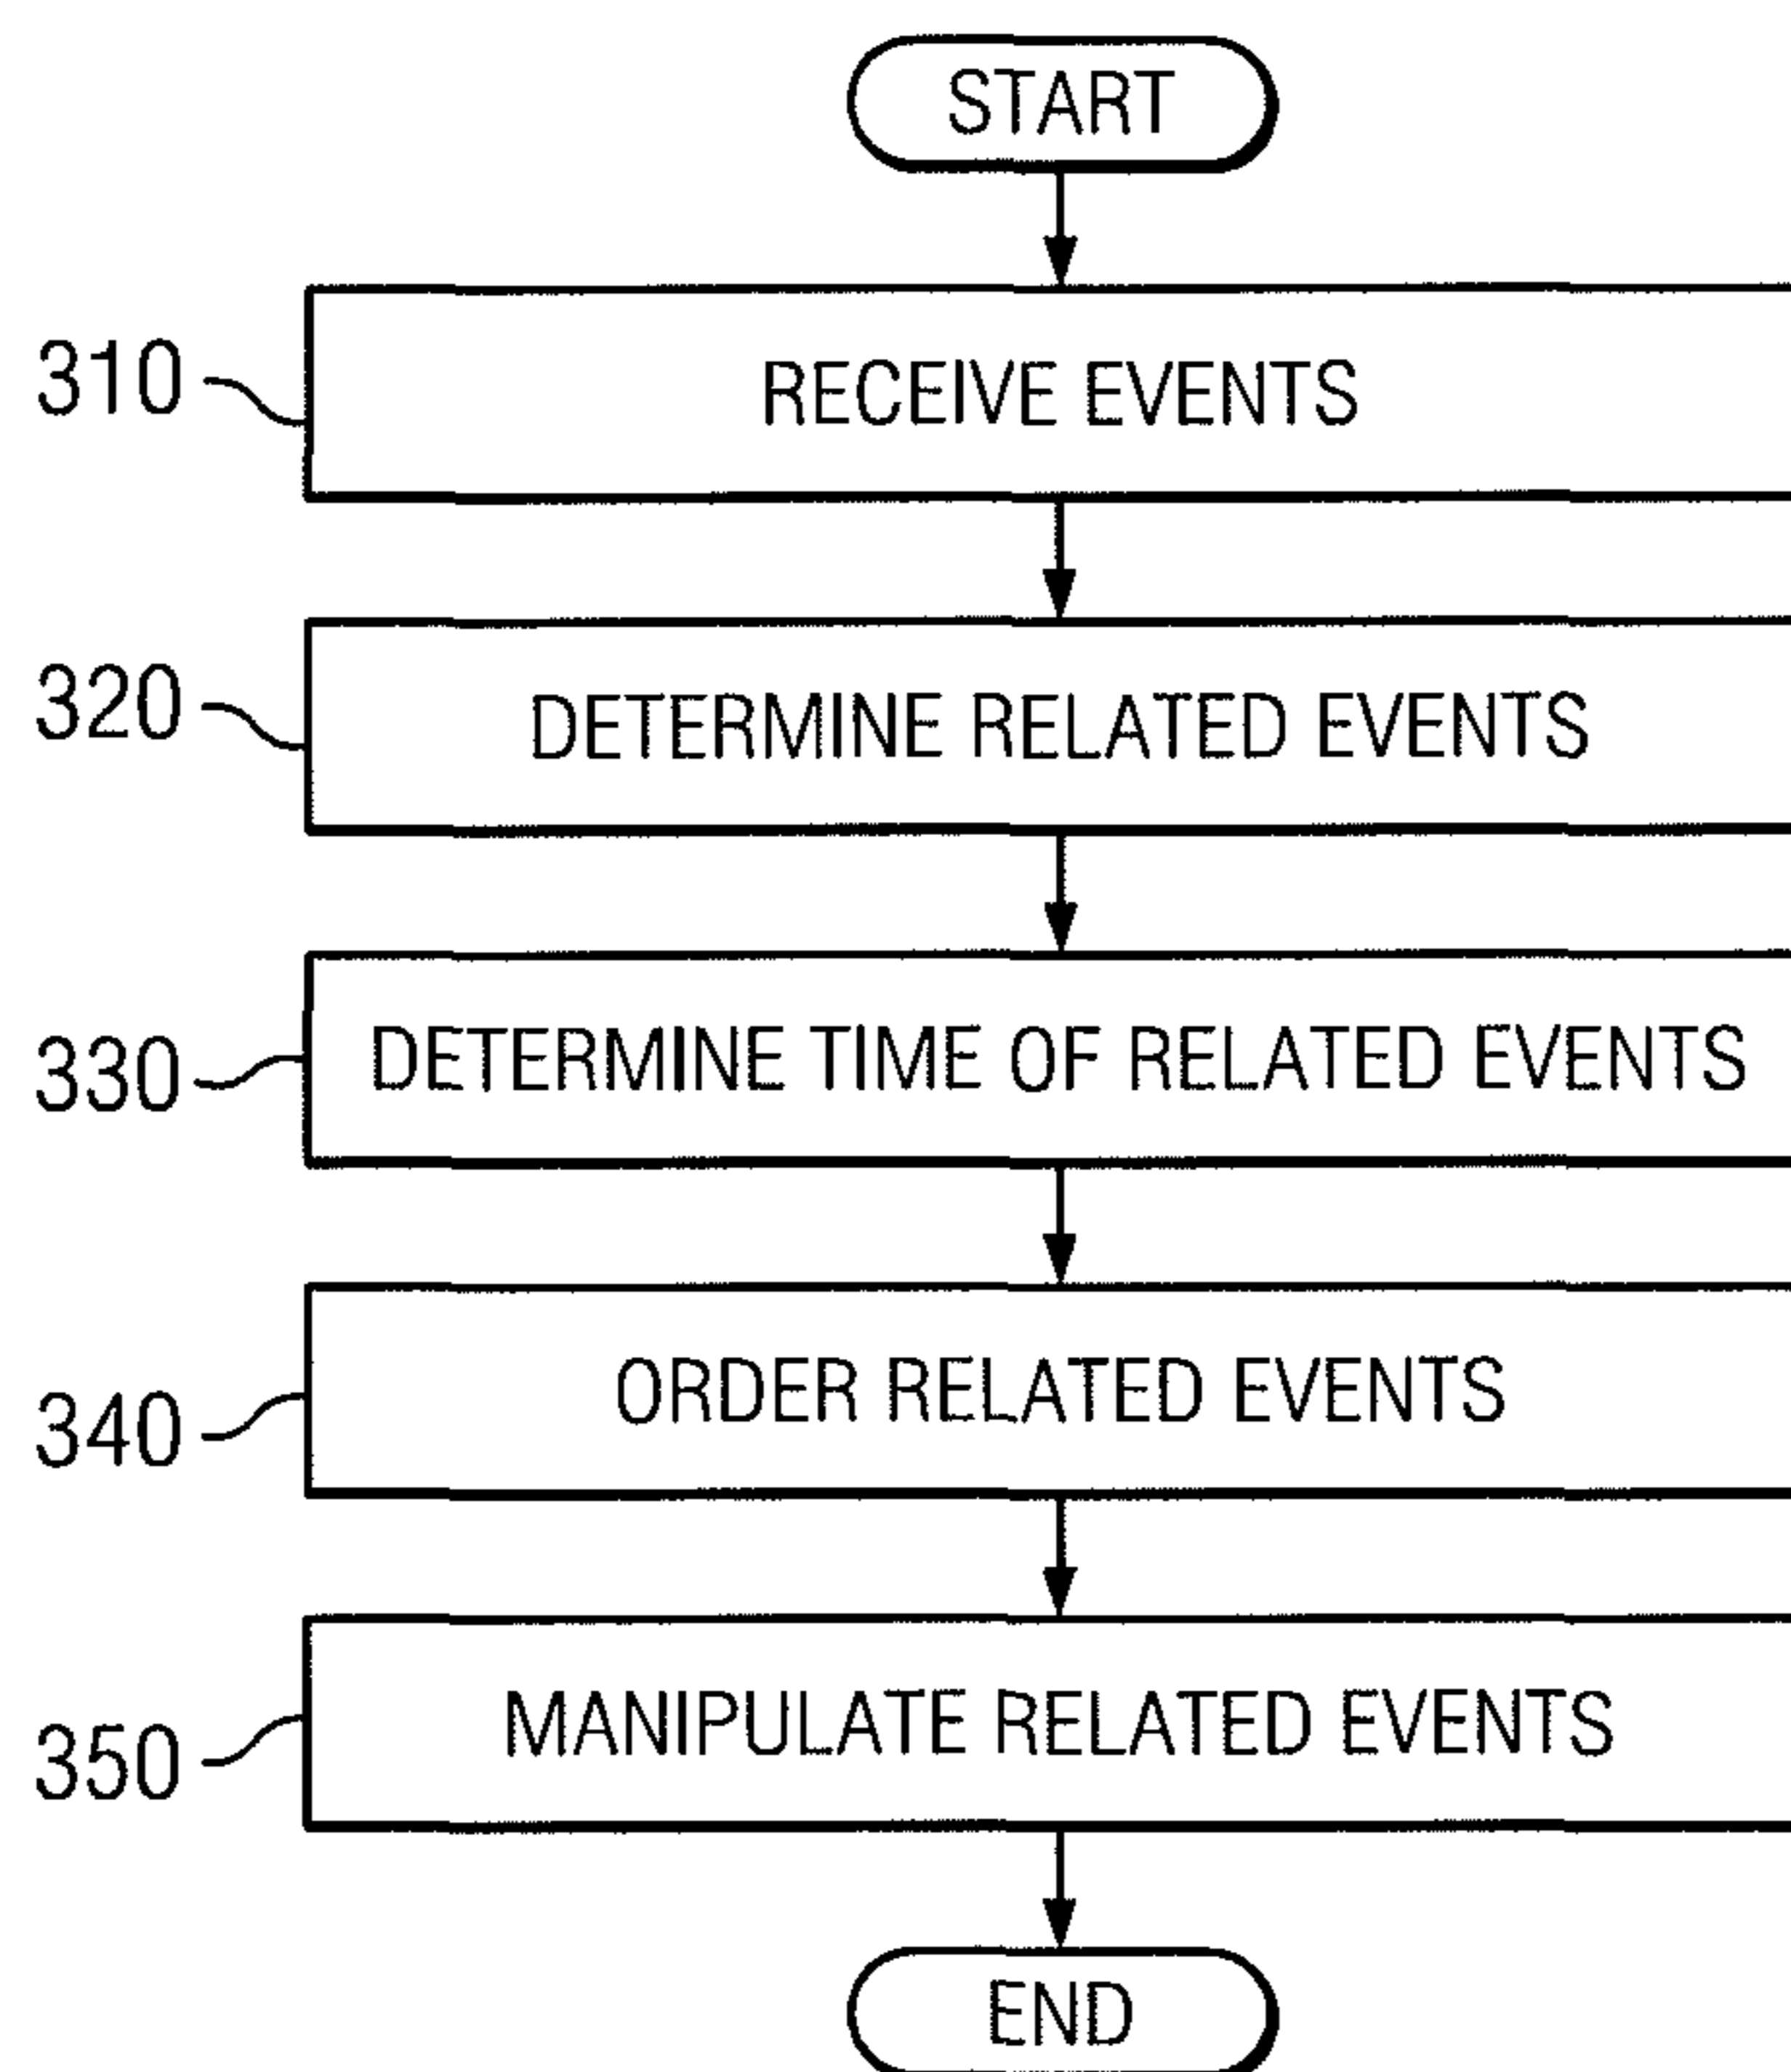 START
310
RECEIVE EVENTS
320
DETERMINE RELATED EVENTS
330
DETERMINE TIME OF RELATED EVENTS
340
ORDER RELATED EVENTS
350
MANIPULATE RELATED EVENTS
END